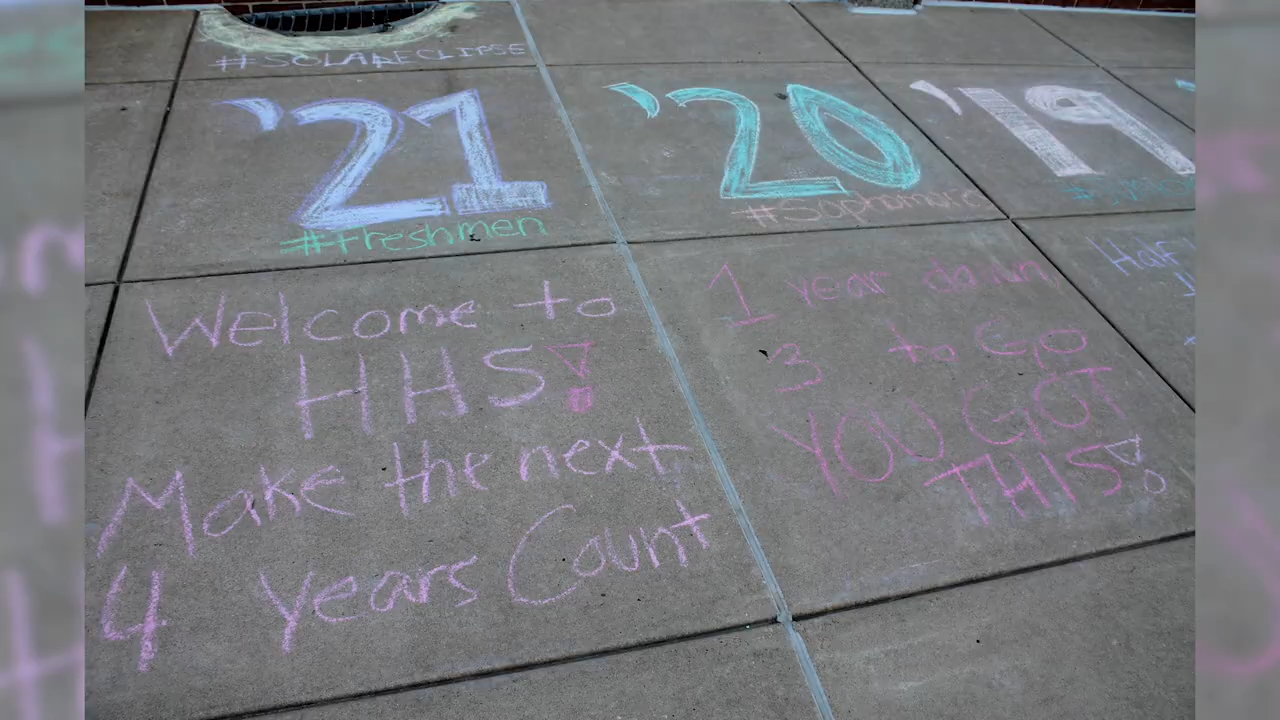 #SOLARECLIPSE
'21
#freshmen
Welcome to
HHS!
Make the next
4 years Count
'20
#Sophomore
1 year down,
3 to Go
YOU GOT
THIS!
'19
Half